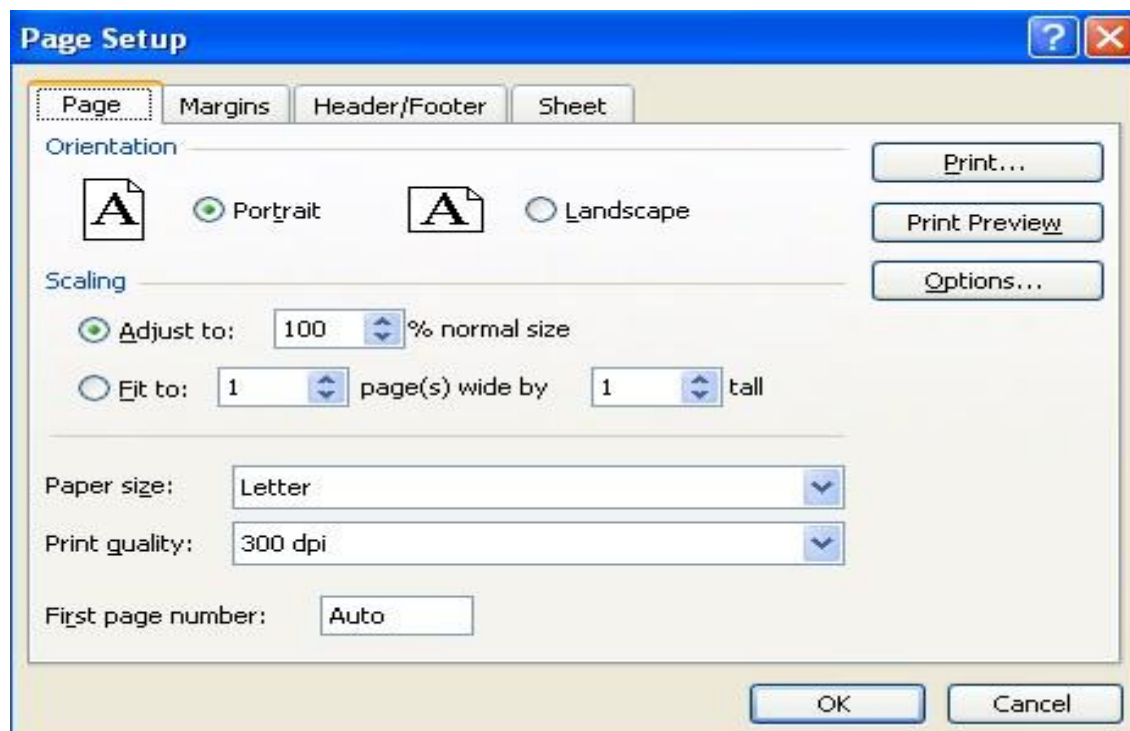 Page Setup
Page Margins Header/Footer Sheet
Orientation
A Portrait A Landscape
Print...
Print Preview
Options...
Scaling
Adjust to: 100 % normal size
Fit to: 1 page(s) wide by 1 tall
Paper size: Letter
Print quality: 300 dpi
First page number: Auto
OK Cancel